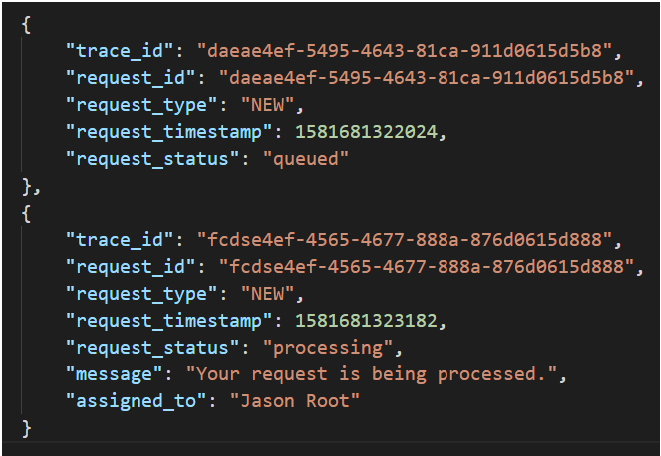 {
"trace_id": "daeae4ef-5495-4643-81ca-911d0615d5b8",
"request_id": "daeae4ef-5495-4643-81ca-911d0615d5b8",
"request_type": "NEW",
"request_timestamp": 1581681322024,
"request_status": "queued"
},
{
"trace_id": "fcdse4ef-4565-4677-888a-876d0615d888",
"request_id": "fcdse4ef-4565-4677-888a-876d0615d888",
"request_type": "NEW",
"request_timestamp": 1581681323182,
"request_status": "processing",
"message": "Your request is being processed.",
"assigned_to": "Jason Root"
}